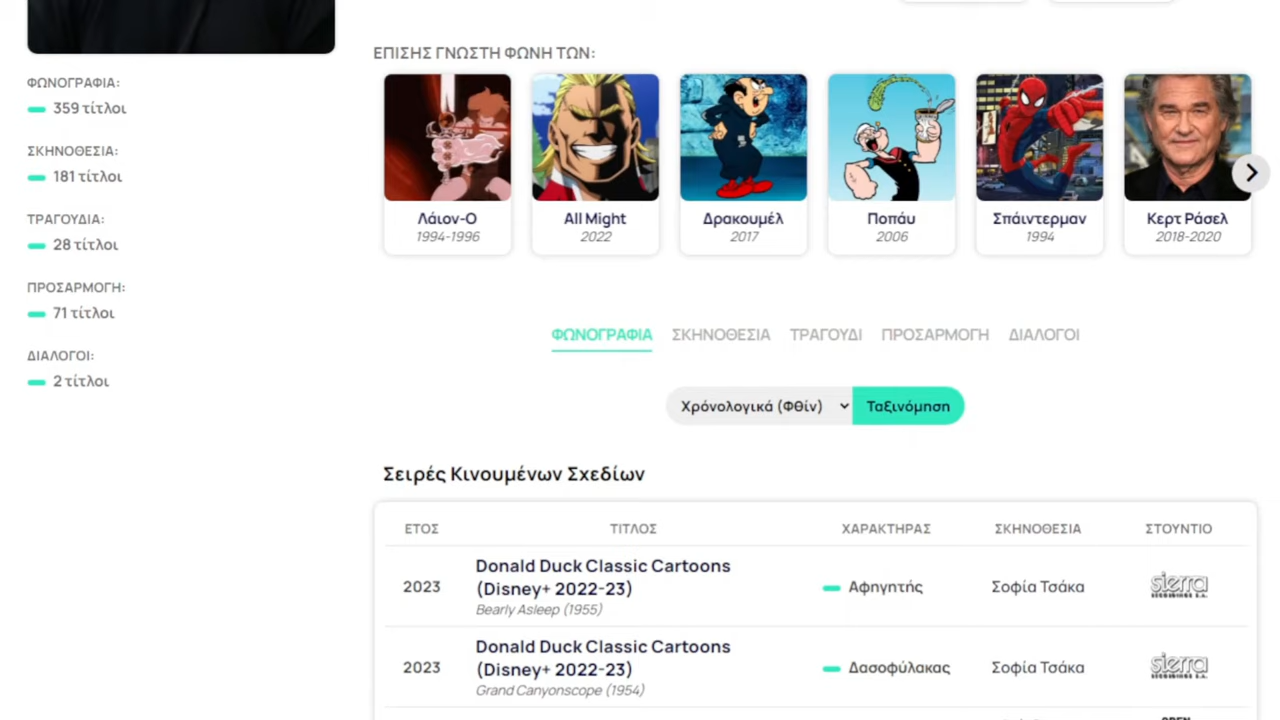 ΕΠΙΣΗΣ ΓΝΩΣΤΗ ΦΩΝΗ ΤΩΝ:
ΦΩΝΟΓΡΑΦΙΑ:
359 τίτλοι
ΣΚΗΝΟΘΕΣΙΑ:
181 τίτλοι
ΤΡΑΓΟΥΔΙΑ:
28 τίτλοι
ΠΡΟΣΑΡΜΟΓΗ:
71 τίτλοι
ΔΙΑΛΟΓΟΙ:
2 τίτλοι
Λάιον-Ο All Might Δρακουμέλ Ποπάυ Σπάιντερμαν Κερτ Ράσελ
1994-1996 2022 2017 2006 1994 2018-2020
ΦΩΝΟΓΡΑΦΙΑ ΣΚΗΝΟΘΕΣΙΑ ΤΡΑΓΟΥΔΙ ΠΡΟΣΑΡΜΟΓΗ ΔΙΑΛΟΓΟΙ
Χρόνολογικά (Φθίν) Ταξινόμηση
Σειρές Κινουμένων Σχεδίων
ΕΤΟΣ ΤΙΤΛΟΣ ΧΑΡΑΚΤΗΡΑΣ ΣΚΗΝΟΘΕΣΙΑ ΣΤΟΥΝΤΙΟ
Donald Duck Classic Cartoons
2023 (Disney+ 2022-23) Αφηγητής Σοφία Τσάκα sierra
Bearly Asleep (1955)
Donald Duck Classic Cartoons
2023 (Disney+ 2022-23) Δασοφύλακας Σοφία Τσάκα sierra
Grand Canyonscope (1954)